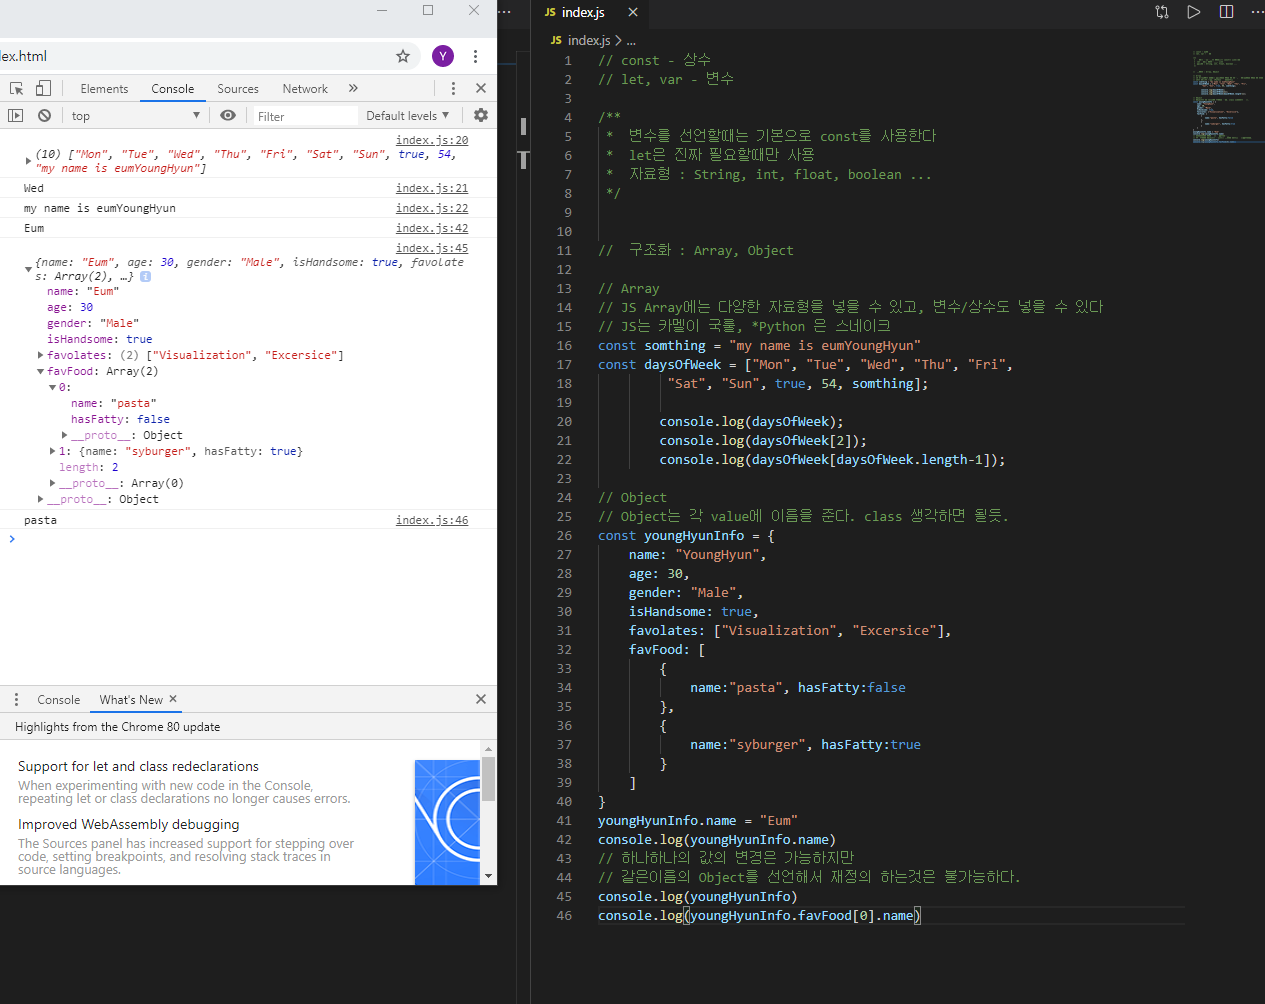 lex.html
Y
Elements Console Sources Network »
top Filter Default levels
index.js:20
(10) ["Mon", "Tue", "Wed", "Thu", "Fri", "Sat", "Sun", true, 54,
"my name is eumYoungHyun"]
Wed index.js:21
my name is eumYoungHyun index.js:22
Eum index.js:42
index.js:45
{name: "Eum", age: 30, gender: "Male", isHandsome: true, favolate
s: Array(2), …} i
name: "Eum"
age: 30
gender: "Male"
isHandsome: true
favolates: (2) ["Visualization", "Excersice"]
favFood: Array(2)
0:
name: "pasta"
hasFatty: false
__proto__: Object
1: {name: "syburger", hasFatty: true}
length: 2
__proto__: Array(0)
__proto__: Object
pasta index.js:46
>
Console What's New
Highlights from the Chrome 80 update
Support for let and class redeclarations
When experimenting with new code in the Console,
repeating let or class declarations no longer causes errors.
Improved WebAssembly debugging
The Sources panel has increased support for stepping over
code, setting breakpoints, and resolving stack traces in
source languages.
T
JS index.js
JS index.js > ...
1 // const - 상수
2 // let, var - 변수
3
4 /**
5 * 변수를 선언할때는 기본으로 const를 사용한다
6 * let은 진짜 필요할때만 사용
7 * 자료형 : String, int, float, boolean ...
8 */
9
10
11 // 구조화 : Array, Object
12
13 // Array
14 // JS Array에는 다양한 자료형을 넣을 수 있고, 변수/상수도 넣을 수 있다
15 // JS는 카멜이 국룰, *Python 은 스네이크
16 const somthing = "my name is eumYoungHyun"
17 const daysOfWeek = ["Mon", "Tue", "Wed", "Thu", "Fri",
18 "Sat", "Sun", true, 54, somthing];
19
20 console.log(daysOfWeek);
21 console.log(daysOfWeek[2]);
22 console.log(daysOfWeek[daysOfWeek.length-1]);
23
24 // Object
25 // Object는 각 value에 이름을 준다. class 생각하면 될듯.
26 const youngHyunInfo = {
27 name: "YoungHyun",
28 age: 30,
29 gender: "Male",
30 isHandsome: true,
31 favolates: ["Visualization", "Excersice"],
32 favFood: [
33 {
34 name:"pasta", hasFatty:false
35 },
36 {
37 name:"syburger", hasFatty:true
38 }
39 ]
40 }
41 youngHyunInfo.name = "Eum"
42 console.log(youngHyunInfo.name)
43 // 하나하나의 값의 변경은 가능하지만
44 // 같은이름의 Object를 선언해서 재정의 하는것은 불가능하다.
45 console.log(youngHyunInfo)
46 console.log(youngHyunInfo.favFood[0].name)